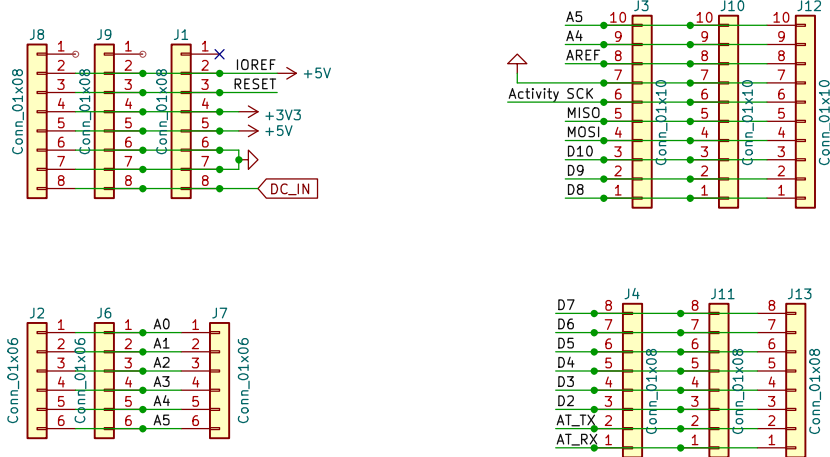 J8 J9 J1
1 1 1
2 2 2 IOREF +5V
3 3 3 RESET
4 4 4 +3V3
5 5 5 +5V
6 6 6
7 7 7
8 8 8 DC_IN
Conn_01x08 Conn_01x08 Conn_01x08
J3 J10 J12
A5 10 10 10
A4 9 9 9
AREF 8 8 8
7 7 7
Activity SCK 6 6 6
MISO 5 5 5
MOSI 4 4 4
D10 3 3 3
D9 2 2 2
D8 1 1 1
Conn_01x10 Conn_01x10 Conn_01x10
J2 J6 J7
1 1 A0 1
2 2 A1 2
3 3 A2 3
4 4 A3 4
5 5 A4 5
6 6 A5 6
Conn_01x06 Conn_01x06 Conn_01x06
J4 J11 J13
D7 8 8 8
D6 7 7 7
D5 6 6 6
D4 5 5 5
D3 4 4 4
D2 3 3 3
AT_TX 2 2 2
AT_RX 1 1 1
Conn_01x08 Conn_01x08 Conn_01x08